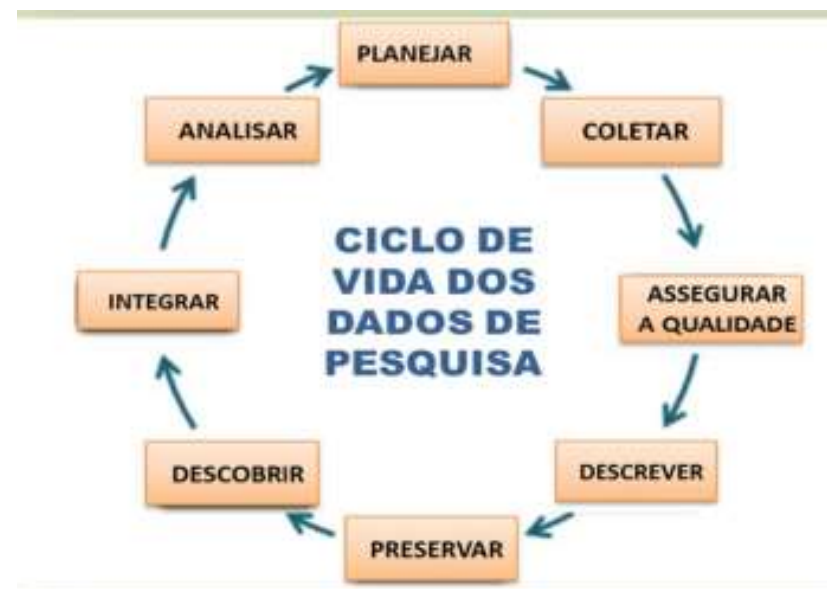 PLANEJAR
COLETAR
ASSEGURAR
A QUALIDADE
DESCREVER
PRESERVAR
DESCOBRIR
INTEGRAR
ANALISAR
CICLO DE
VIDA DOS
DADOS DE
PESQUISA